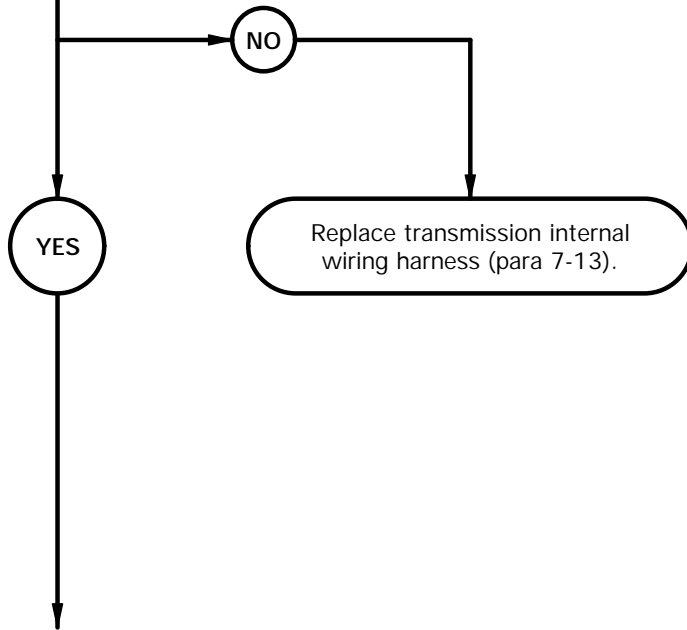 NO
YES
Replace transmission internal
wiring harness (para 7-13).